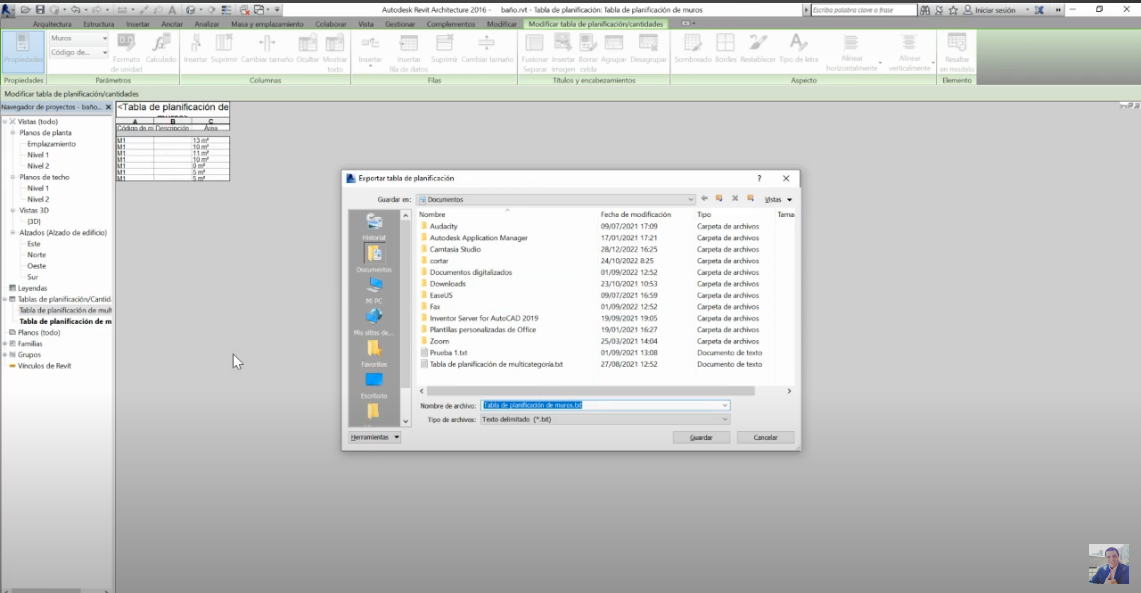 Autodesk Revit Architecture 2016 - baño.rvt - Tabla de planificación: Tabla de planificación de muros
Escriba palabra clave o frase
Iniciar sesión
Arquitectura Estructura Insertar Anotar Analizar Masa y emplazamiento Colaborar Vista Gestionar Complementos Modificar Modificar tabla de planificación/cantidades
Muros
Código de...
Propiedades Formato de unidad Calculado Insertar Suprimir Cambiar tamaño Ocultar Mostrar todo Insertar Insertar fila de datos Suprimir Cambiar tamaño Fusionar Separar Insertar imagen Borrar celda Agrupar Desagrupar Sombreado Bordes Restablecer Tipo de letra Alinear horizontalmente Alinear verticalmente Resaltar en modelo
Propiedades Parámetros Columnas Filas Títulos y encabezamientos Aspecto Elemento
Modificar tabla de planificación/cantidades
Navegador de proyectos - baño...
Vistas (todo)
Planos de planta
Emplazamiento
Nivel 1
Nivel 2
Planos de techo
Nivel 1
Nivel 2
Vistas 3D
{3D}
Alzados (Alzado de edificio)
Este
Norte
Oeste
Sur
Leyendas
Tablas de planificación/Cantid
Tabla de planificación de mult
Tabla de planificación de m
Planos (todo)
Familias
Grupos
Vínculos de Revit
<Tabla de planificación de
A B C
Código de m Descripción Área
M1 13 m²
M1 10 m²
M1 11 m²
M1 10 m²
M1 0 m²
M1 5 m²
M1 5 m²
Exportar tabla de planificación
Guardar en: Documentos
Vistas
Historial
Documentos
Mi PC
Mis sitios de...
Favoritos
Escritorio
Nombre Fecha de modificación Tipo Tama
Audacity 09/07/2021 17:09 Carpeta de archivos
Autodesk Application Manager 17/01/2021 17:21 Carpeta de archivos
Camtasia Studio 28/12/2022 16:25 Carpeta de archivos
cortar 24/10/2022 8:25 Carpeta de archivos
Documentos digitalizados 01/09/2022 12:52 Carpeta de archivos
Downloads 23/10/2021 10:53 Carpeta de archivos
EaseUS 09/07/2021 16:59 Carpeta de archivos
Fax 01/09/2022 12:52 Carpeta de archivos
Inventor Server for AutoCAD 2019 19/09/2021 19:05 Carpeta de archivos
Plantillas personalizadas de Office 19/01/2021 16:27 Carpeta de archivos
Zoom 25/03/2021 14:04 Carpeta de archivos
Prueba 1.txt 01/09/2021 13:08 Documento de texto
Tabla de planificación de multicategoría.txt 27/08/2021 12:52 Documento de texto
Nombre de archivo: Tabla de planificación de muros.txt
Tipo de archivos: Texto delimitado (*.txt)
Herramientas Guardar Cancelar